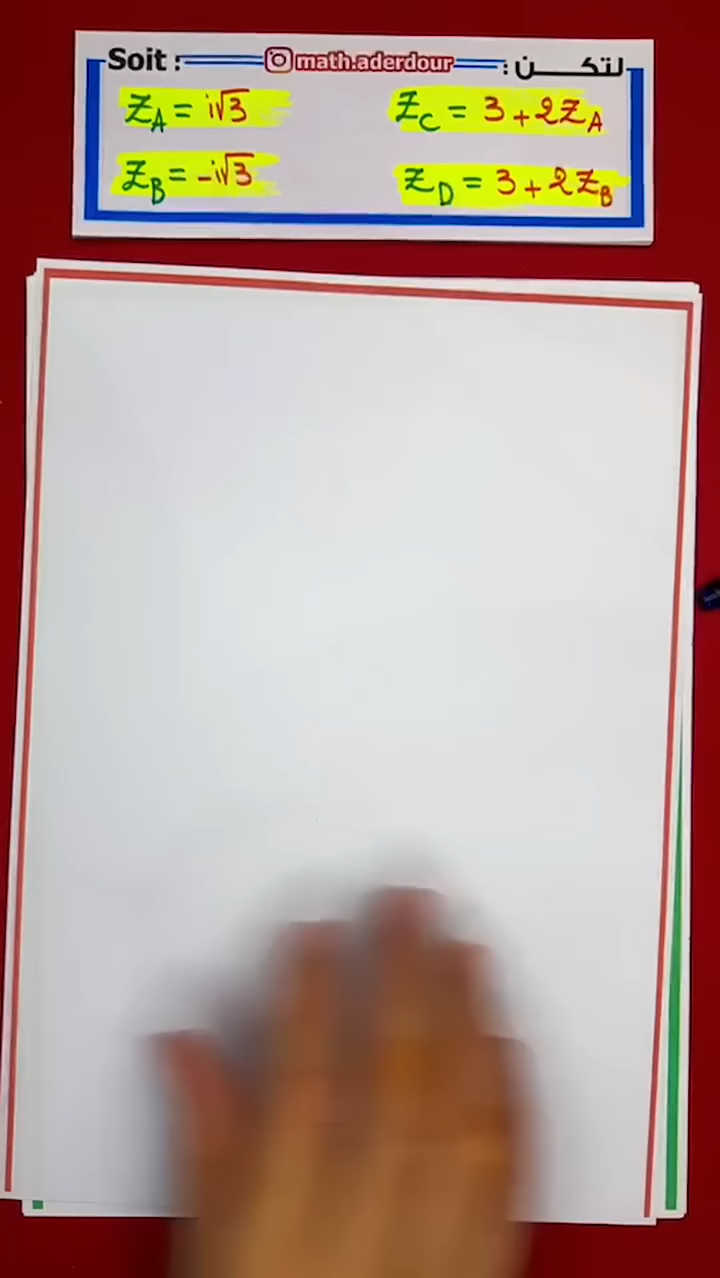 Soit : math.aderdour لتكن :
Z_A = i√3 Z_C = 3 + 2Z_A
Z_B = -i√3 Z_D = 3 + 2Z_B